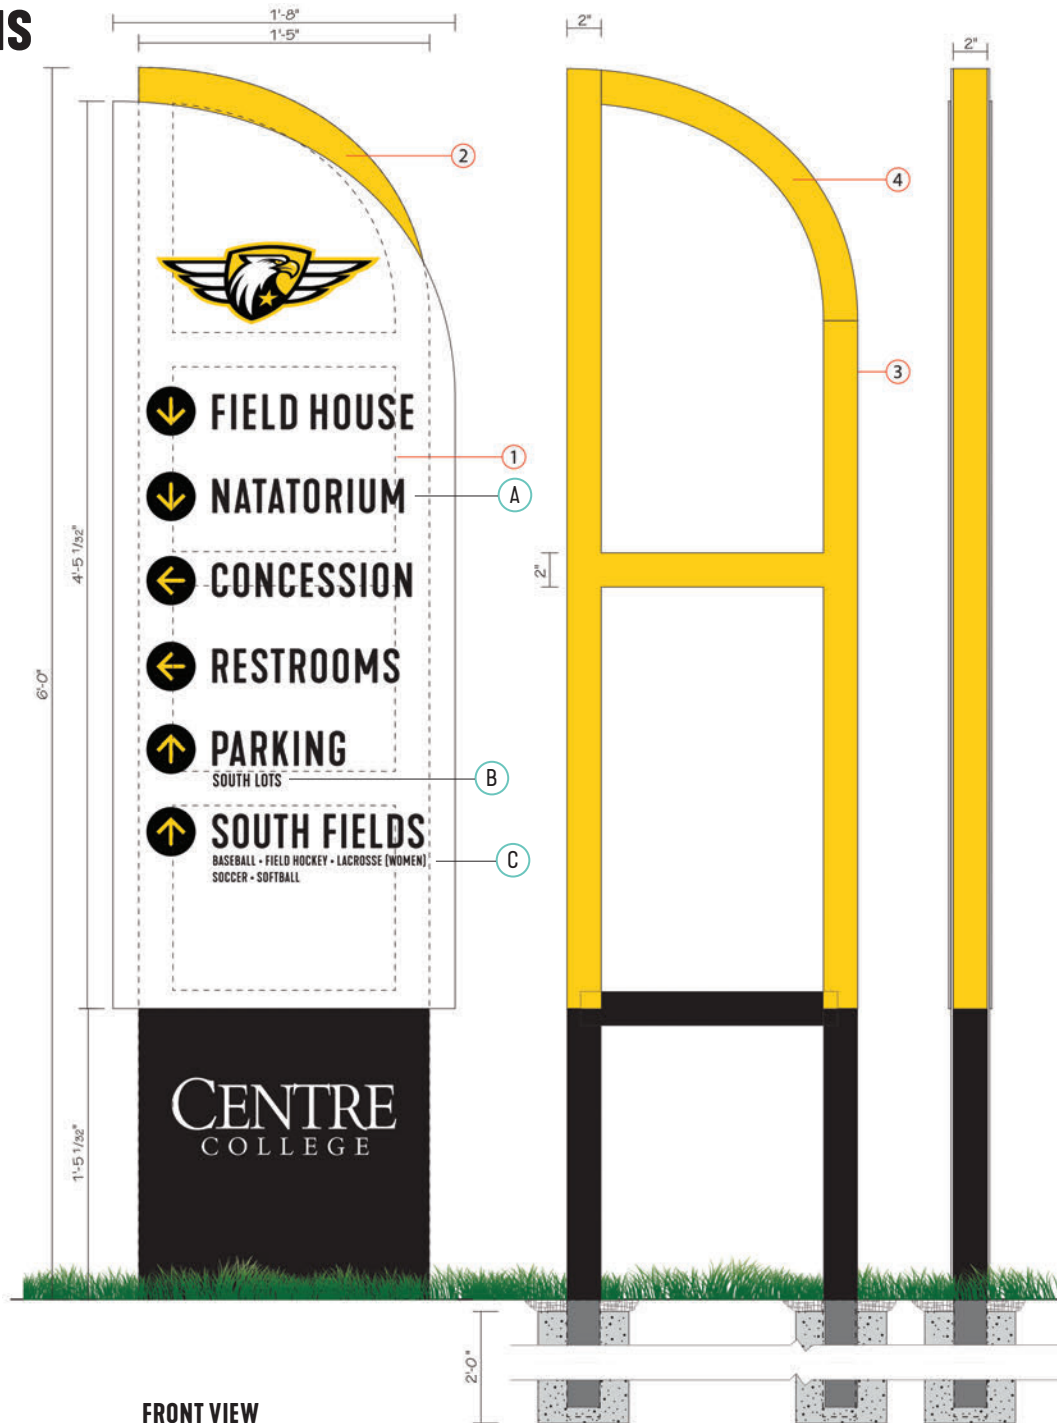 1'-8"
1'-5"
2"
2"
2
4
3
FIELD HOUSE
1
NATATORIUM
A
4'-5 1/32"
2"
CONCESSION
RESTROOMS
6'-0"
PARKING
SOUTH LOTS
B
SOUTH FIELDS
BASEBALL • FIELD HOCKEY • LACROSSE (WOMEN)
SOCCER • SOFTBALL
C
CENTRE
COLLEGE
1'-5 1/32"
2'-0"
FRONT VIEW